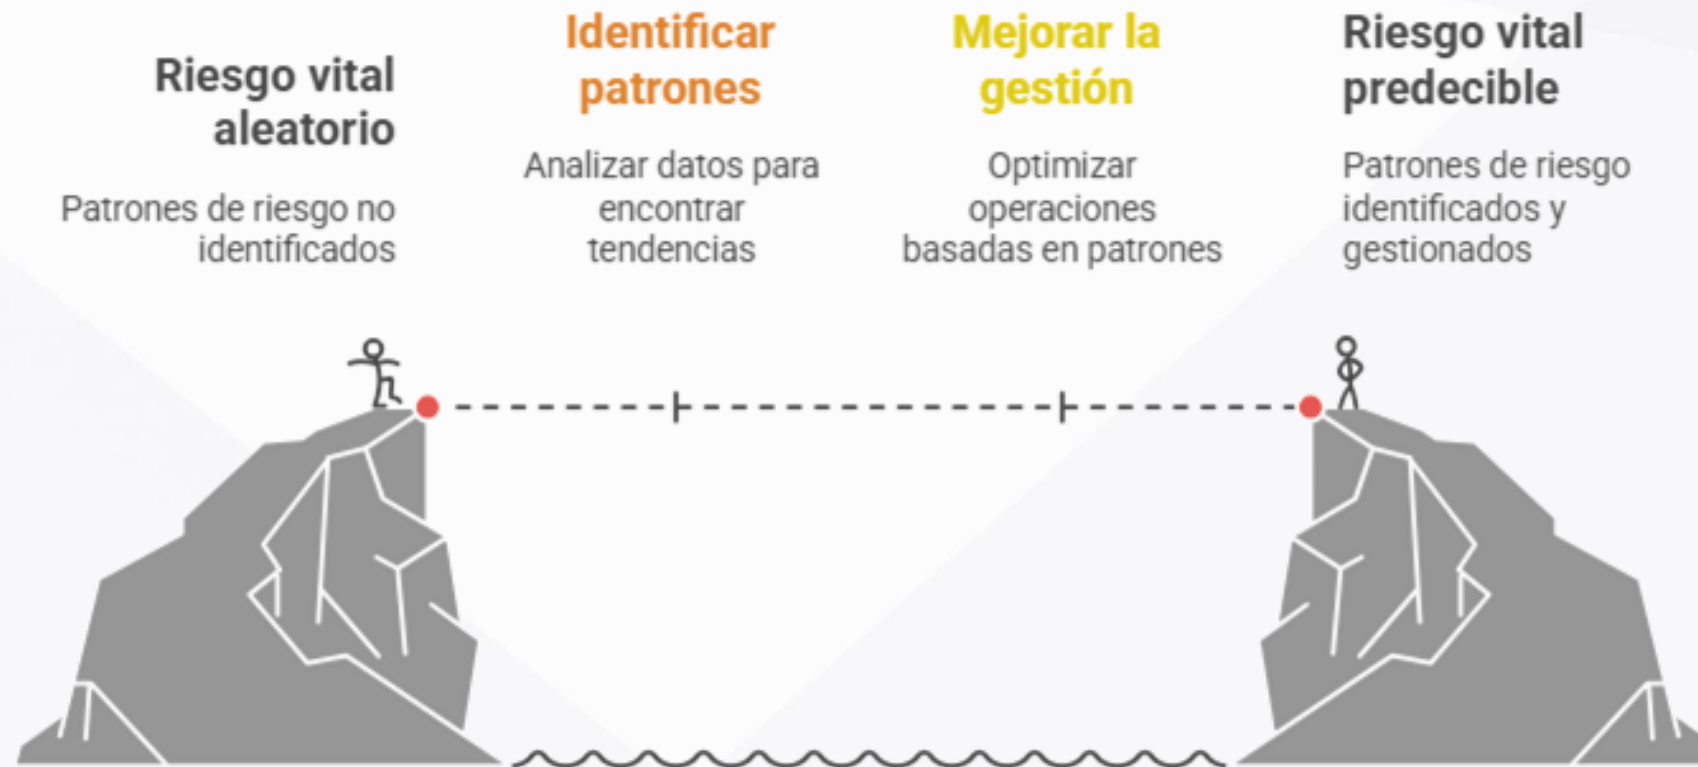 Riesgo vital
aleatorio
Patrones de riesgo no
identificados
Identificar
patrones
Analizar datos para
encontrar
tendencias
Mejorar la
gestión
Optimizar
operaciones
basadas en patrones
Riesgo vital
predecible
Patrones de riesgo
identificados y
gestionados